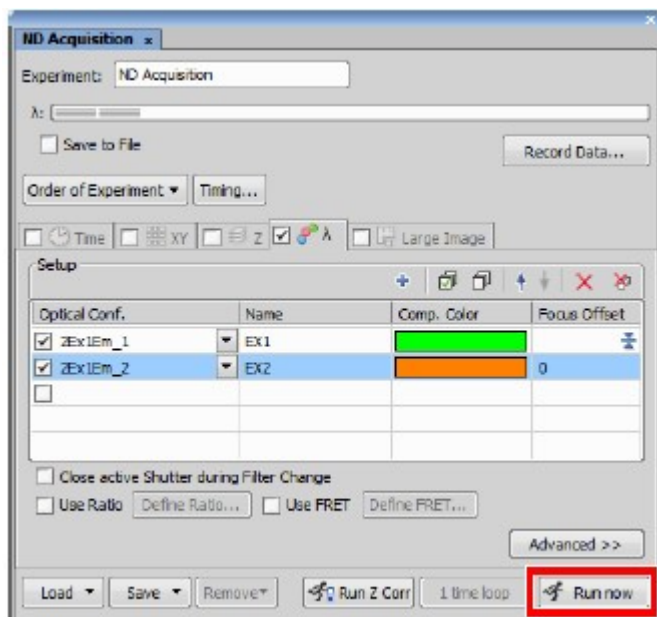 ND Acquisition x
Experiment: ND Acquisition
λ:
Save to File
Record Data...
Order of Experiment Timing...
Time XY Z λ Large Image
Setup
Optical Conf. Name Comp. Color Focus Offset
2Ex1Em_1 EX1
2Ex1Em_2 EX2 0
Close active Shutter during Filter Change
Use Ratio Define Ratio... Use FRET Define FRET...
Advanced >>
Load Save Remove Run Z Corr 1 time loop Run now